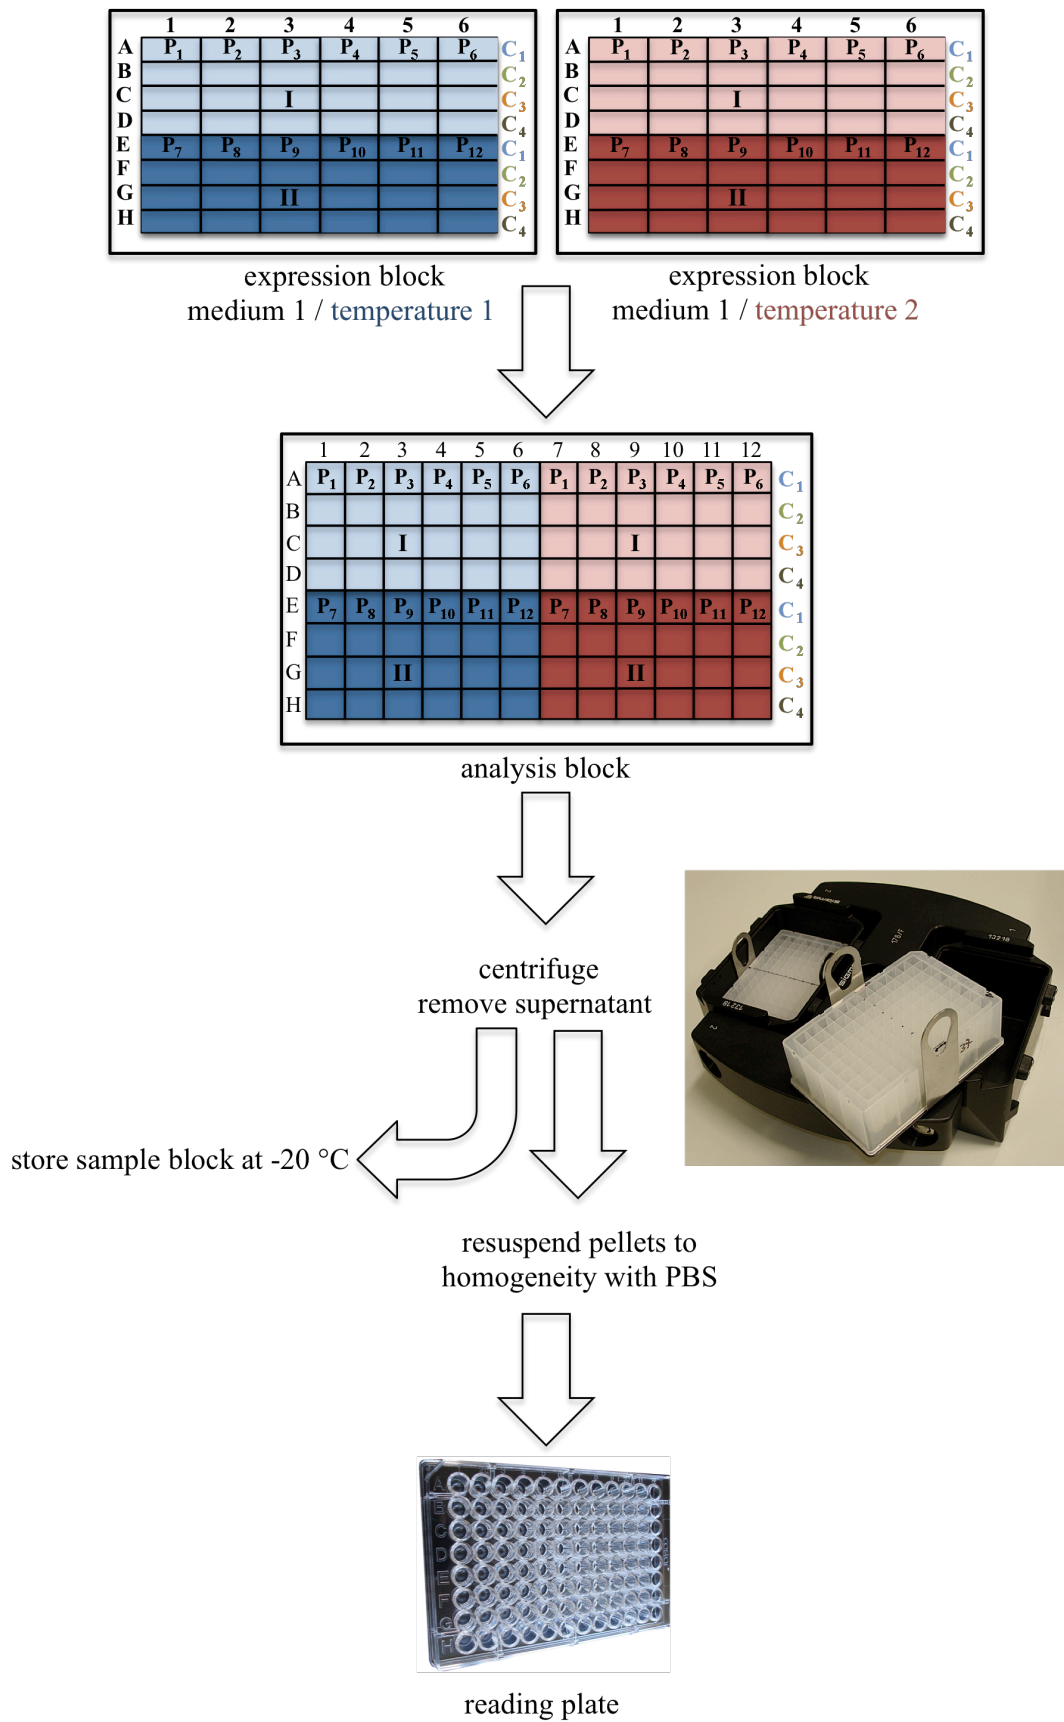 1 2 3 4 5 6
A P1 P2 P3 P4 P5 P6 C1
B C2
C I C3
D C4
E P7 P8 P9 P10 P11 P12 C1
F C2
G II C3
H C4
expression block
medium 1 / temperature 1
1 2 3 4 5 6
A P1 P2 P3 P4 P5 P6 C1
B C2
C I C3
D C4
E P7 P8 P9 P10 P11 P12 C1
F C2
G II C3
H C4
expression block
medium 1 / temperature 2
1 2 3 4 5 6 7 8 9 10 11 12
A P1 P2 P3 P4 P5 P6 P1 P2 P3 P4 P5 P6 C1
B C2
C I I C3
D C4
E P7 P8 P9 P10 P11 P12 P7 P8 P9 P10 P11 P12 C1
F C2
G II II C3
H C4
analysis block
centrifuge
remove supernatant
sigma
13218
13218
sigma
37
store sample block at -20 °C
resuspend pellets to
homogeneity with PBS
A
B
C
D
E
F
G
H
reading plate